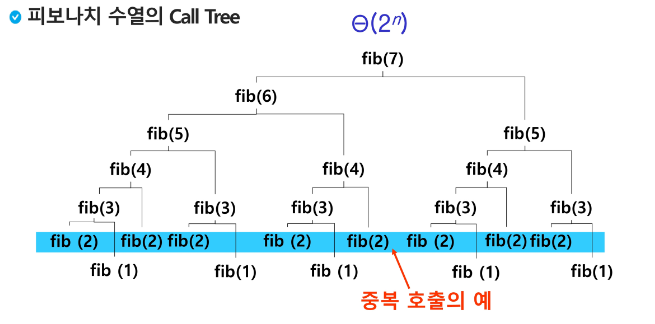 피보나치 수열의 Call Tree
Θ(2ⁿ)
fib(7)
fib(6)
fib(5) fib(5)
fib(4) fib(4) fib(4)
fib(3) fib(3) fib(3) fib(3) fib(3)
fib (2) fib(2) fib(2) fib (2) fib(2) fib (2) fib(2) fib(2)
fib (1) fib(1) fib (1) fib (1) fib(1)
중복 호출의 예